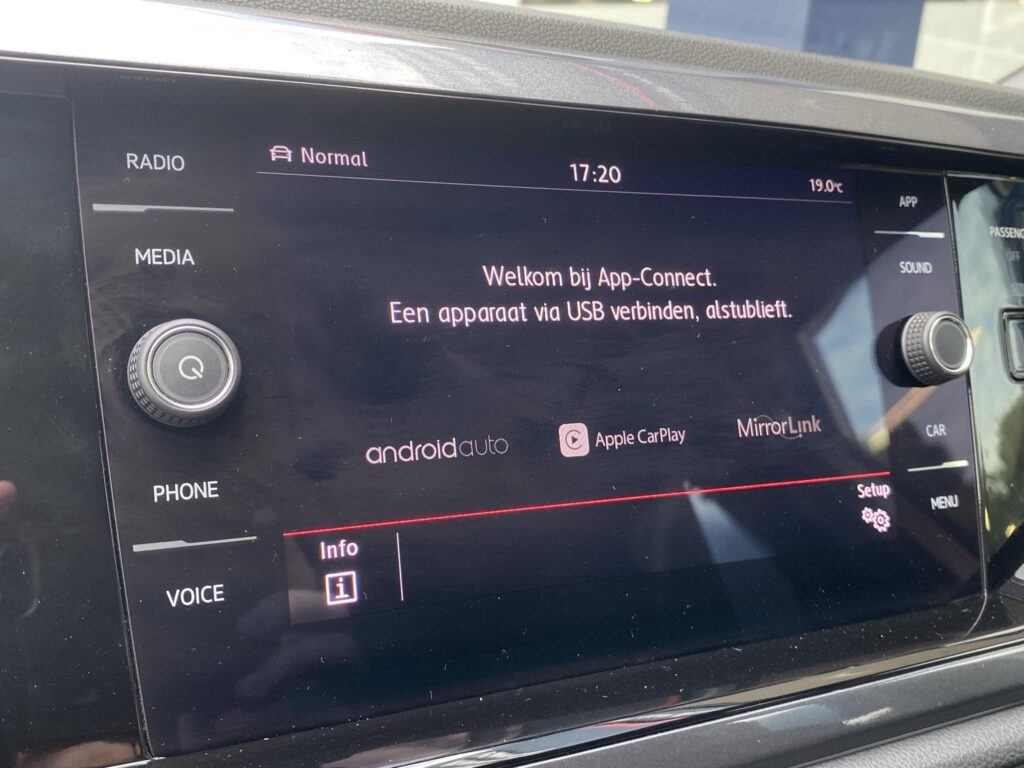 RADIO
MEDIA
PHONE
VOICE
Normal
17:20
19.0°C
Welkom bij App-Connect.
Een apparaat via USB verbinden, alstublieft.
androidauto
Apple CarPlay
MirrorLink
Setup
Info
APP
SOUND
CAR
MENU
OFF